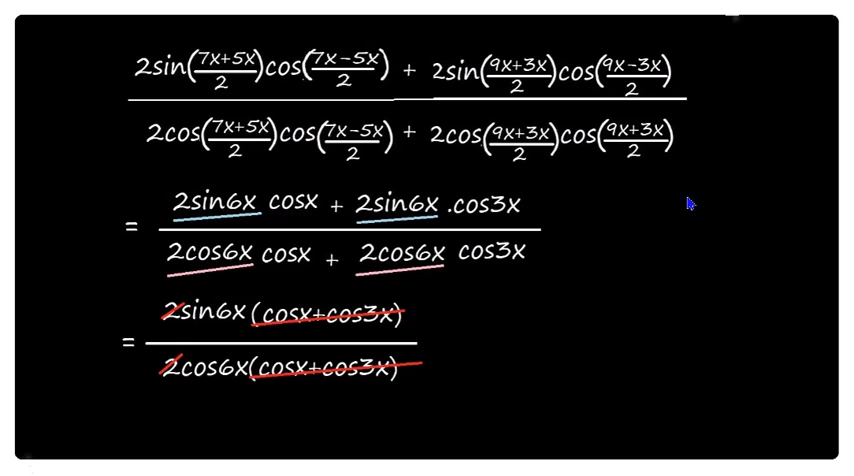 2sin(7x+5x/2)cos(7x-5x/2) + 2sin(9x+3x/2)cos(9x-3x/2)
2cos(7x+5x/2)cos(7x-5x/2) + 2cos(9x+3x/2)cos(9x+3x/2)
= 2sin6x cosx + 2sin6x .cos3x
2cos6x cosx + 2cos6x cos3x
= 2sin6x (cosx+cos3x)
2cos6x(cosx+cos3x)